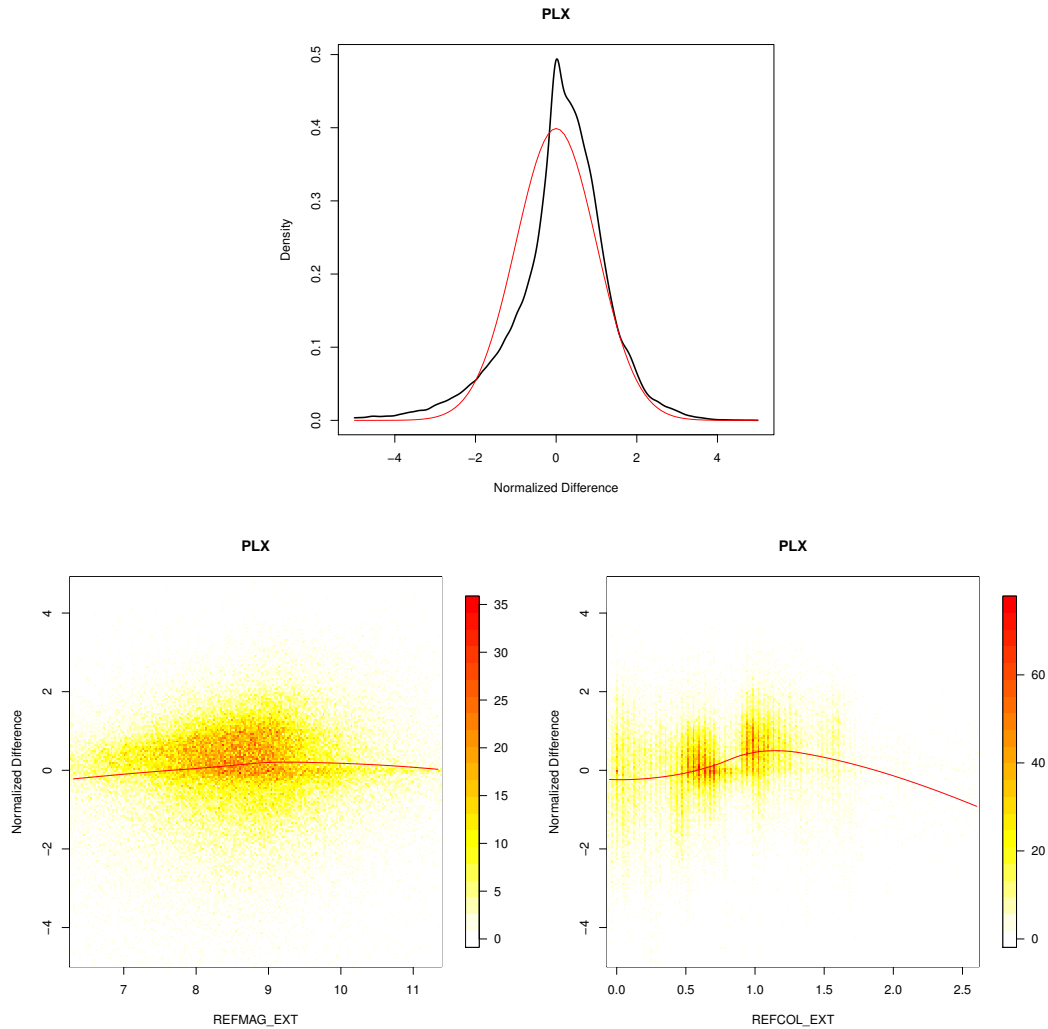 PLX
0.5
0.4
0.3
0.2
0.1
0.0
Density
−4 −2 0 2 4
Normalized Difference
PLX
4
2
0
−2
−4
Normalized Difference
7 8 9 10 11
REFMAG_EXT
35
30
25
20
15
10
5
0
PLX
4
2
0
−2
−4
Normalized Difference
0.0 0.5 1.0 1.5 2.0 2.5
REFCOL_EXT
60
40
20
0